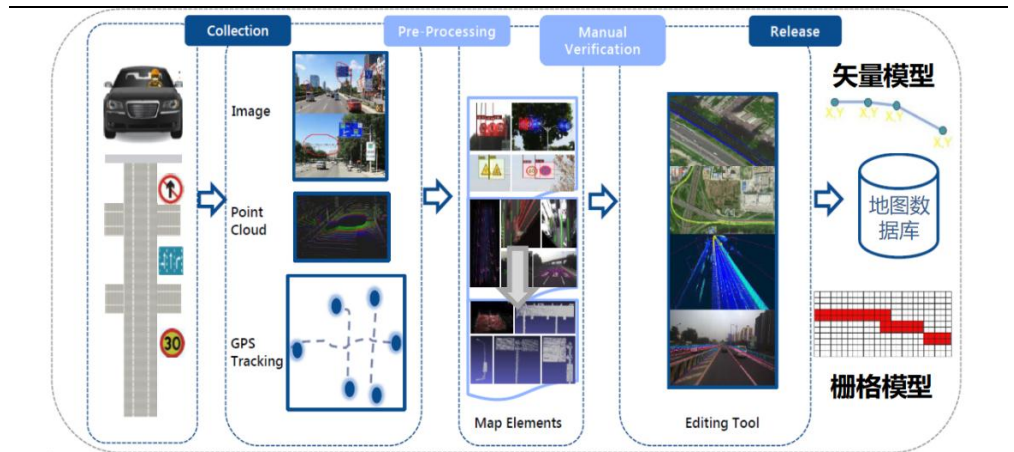 Collection
Pre-Processing
Manual
Verification
Release
Image
Point
Cloud
GPS
Tracking
30
Map Elements
Editing Tool
矢量模型
X,Y
X,Y
X,Y
X,Y
地图数
据库
栅格模型